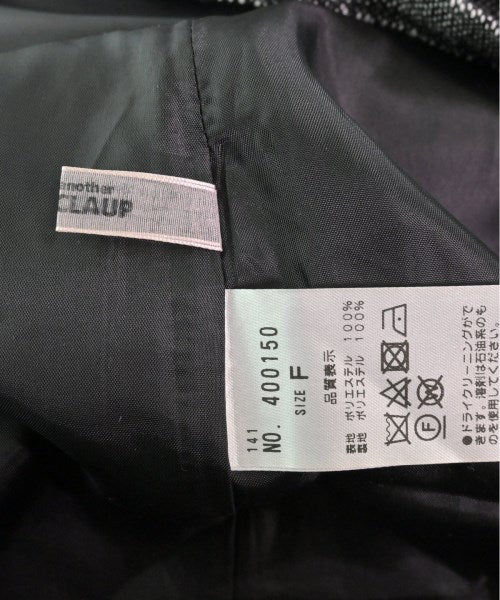 another
CLAUP
141
NO. 400150
SIZE F
品質表示
表地 ポリエステル 100%
裏地 ポリエステル 100%
F W
●ドライクリーニングがで
きます。溶剤は石油系のも
のを使用してください。